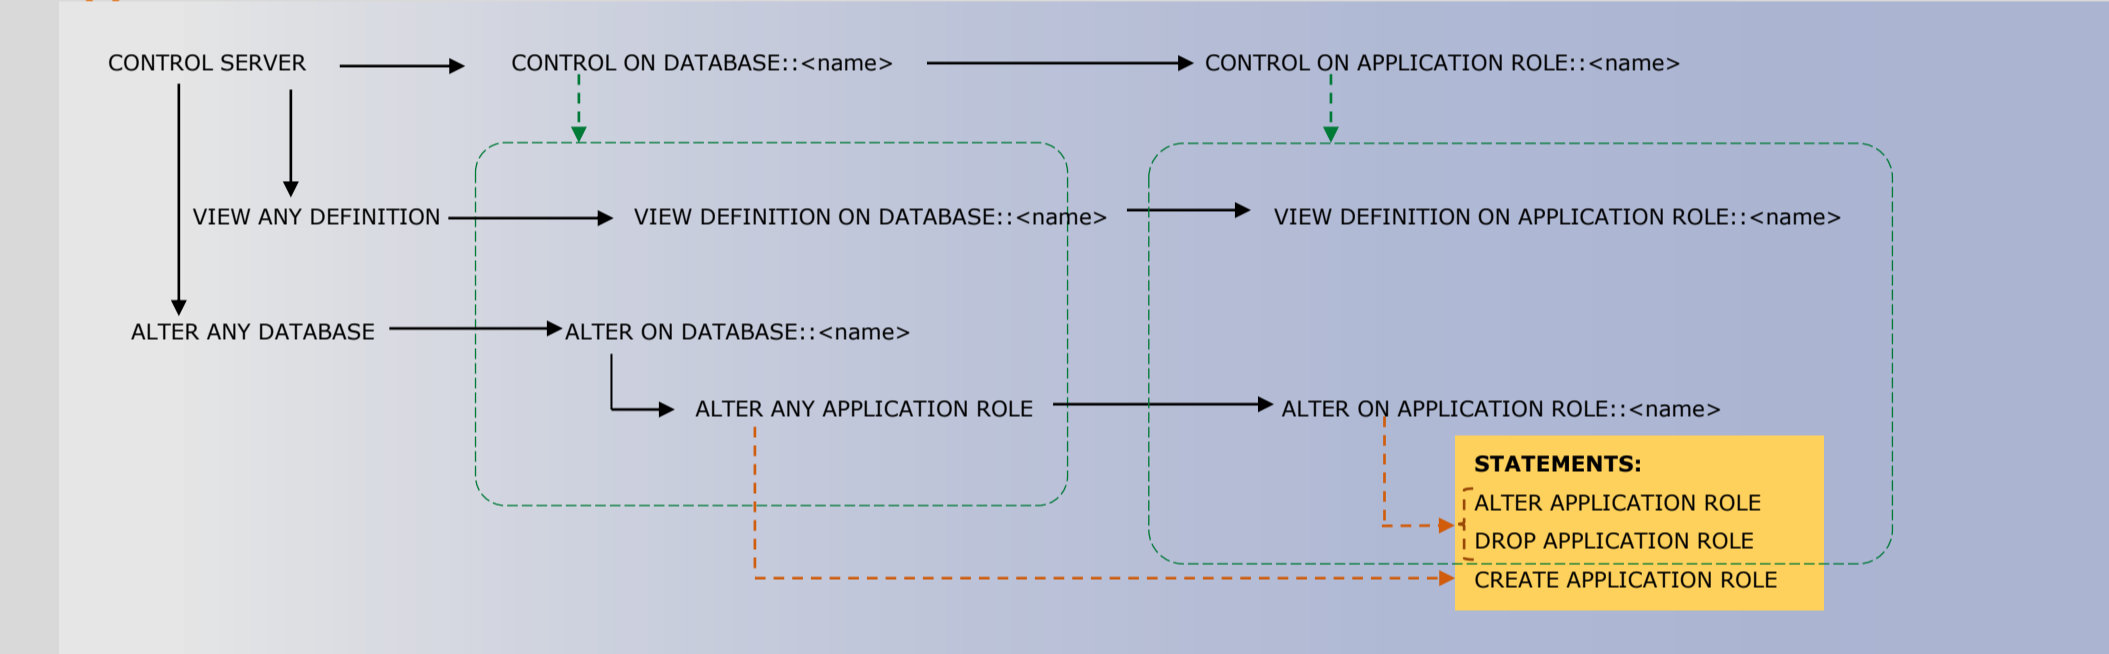 CONTROL SERVER
CONTROL ON DATABASE::<name>
CONTROL ON APPLICATION ROLE::<name>
VIEW ANY DEFINITION
VIEW DEFINITION ON DATABASE::<name>
VIEW DEFINITION ON APPLICATION ROLE::<name>
ALTER ANY DATABASE
ALTER ON DATABASE::<name>
ALTER ANY APPLICATION ROLE
ALTER ON APPLICATION ROLE::<name>
STATEMENTS:
ALTER APPLICATION ROLE
DROP APPLICATION ROLE
CREATE APPLICATION ROLE